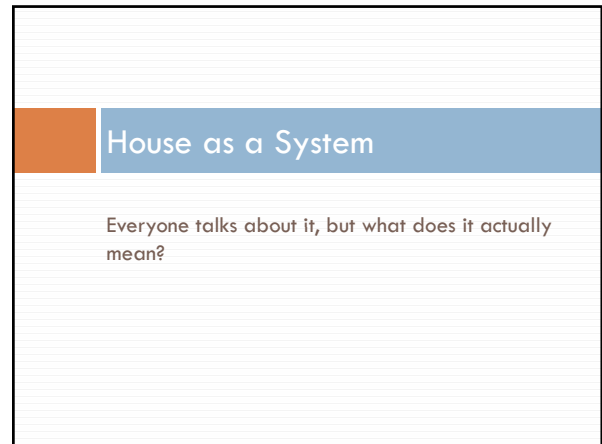 House as a System
Everyone talks about it, but what does it actually
mean?